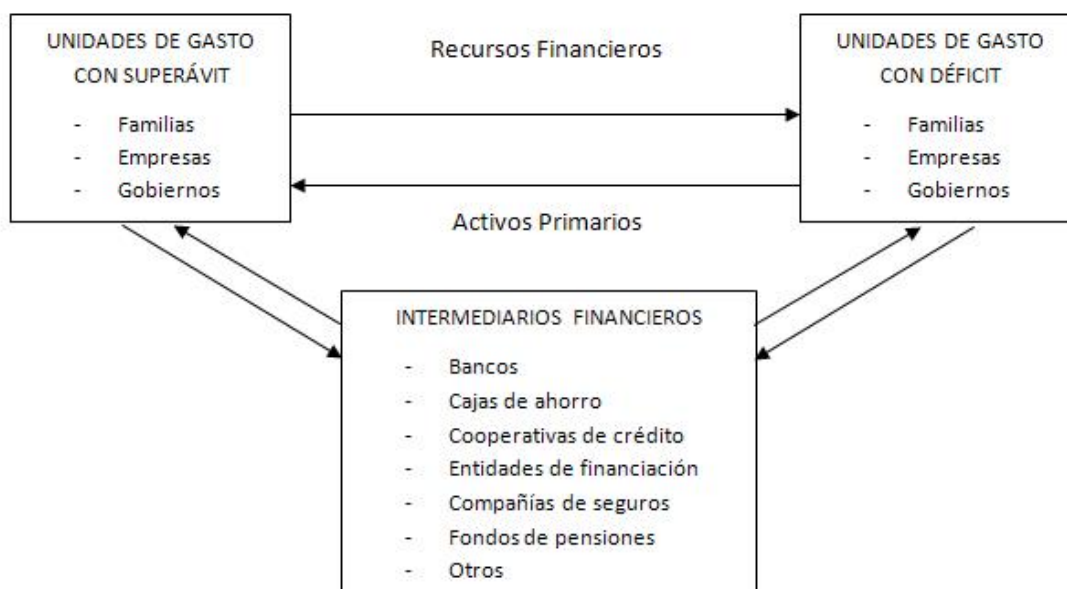 UNIDADES DE GASTO
CON SUPERÁVIT
- Familias
- Empresas
- Gobiernos
Recursos Financieros
Activos Primarios
UNIDADES DE GASTO
CON DÉFICIT
- Familias
- Empresas
- Gobiernos
INTERMEDIARIOS FINANCIEROS
- Bancos
- Cajas de ahorro
- Cooperativas de crédito
- Entidades de financiación
- Compañías de seguros
- Fondos de pensiones
- Otros